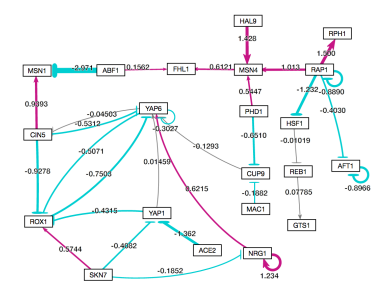 HAL9
RPH1
1.428
1.500
MSN1
-2.971
ABF1
0.1562
FHL1
0.6121
MSN4
1.013
RAP1
-0.8890
-1.232
0.9393
0.5447
-0.4030
-0.04503
YAP6
PHD1
-0.5312
-0.3027
HSF1
CIN5
-0.6510
-0.01019
-0.1293
-0.5071
-0.9278
-0.7503
0.01459
CUP9
REB1
AFT1
-0.8966
-0.1882
0.07785
0.6215
-0.4315
YAP1
MAC1
ROX1
GTS1
-1.362
-0.4882
0.5744
ACE2
NRG1
SKN7
-0.1852
1.234